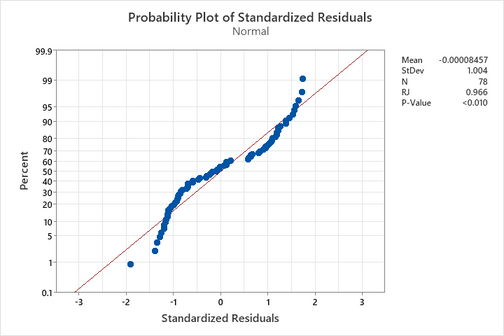 Probability Plot of Standardized Residuals
Normal
Mean -0.00008457
StDev 1.004
N 78
RJ 0.966
P-Value <0.010
Percent
99.9
99
95
90
80
70
60
50
40
30
20
10
5
1
0.1
-3 -2 -1 0 1 2 3
Standardized Residuals